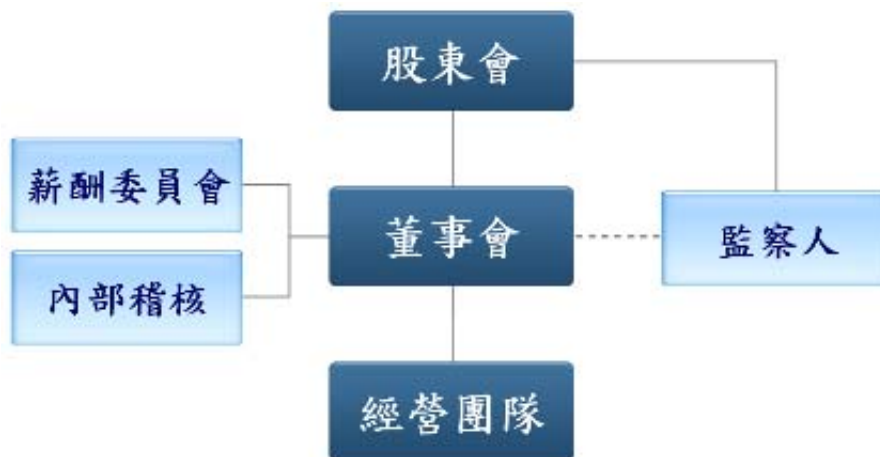 股東會
薪酬委員會
董事會
監察人
內部稽核
經營團隊